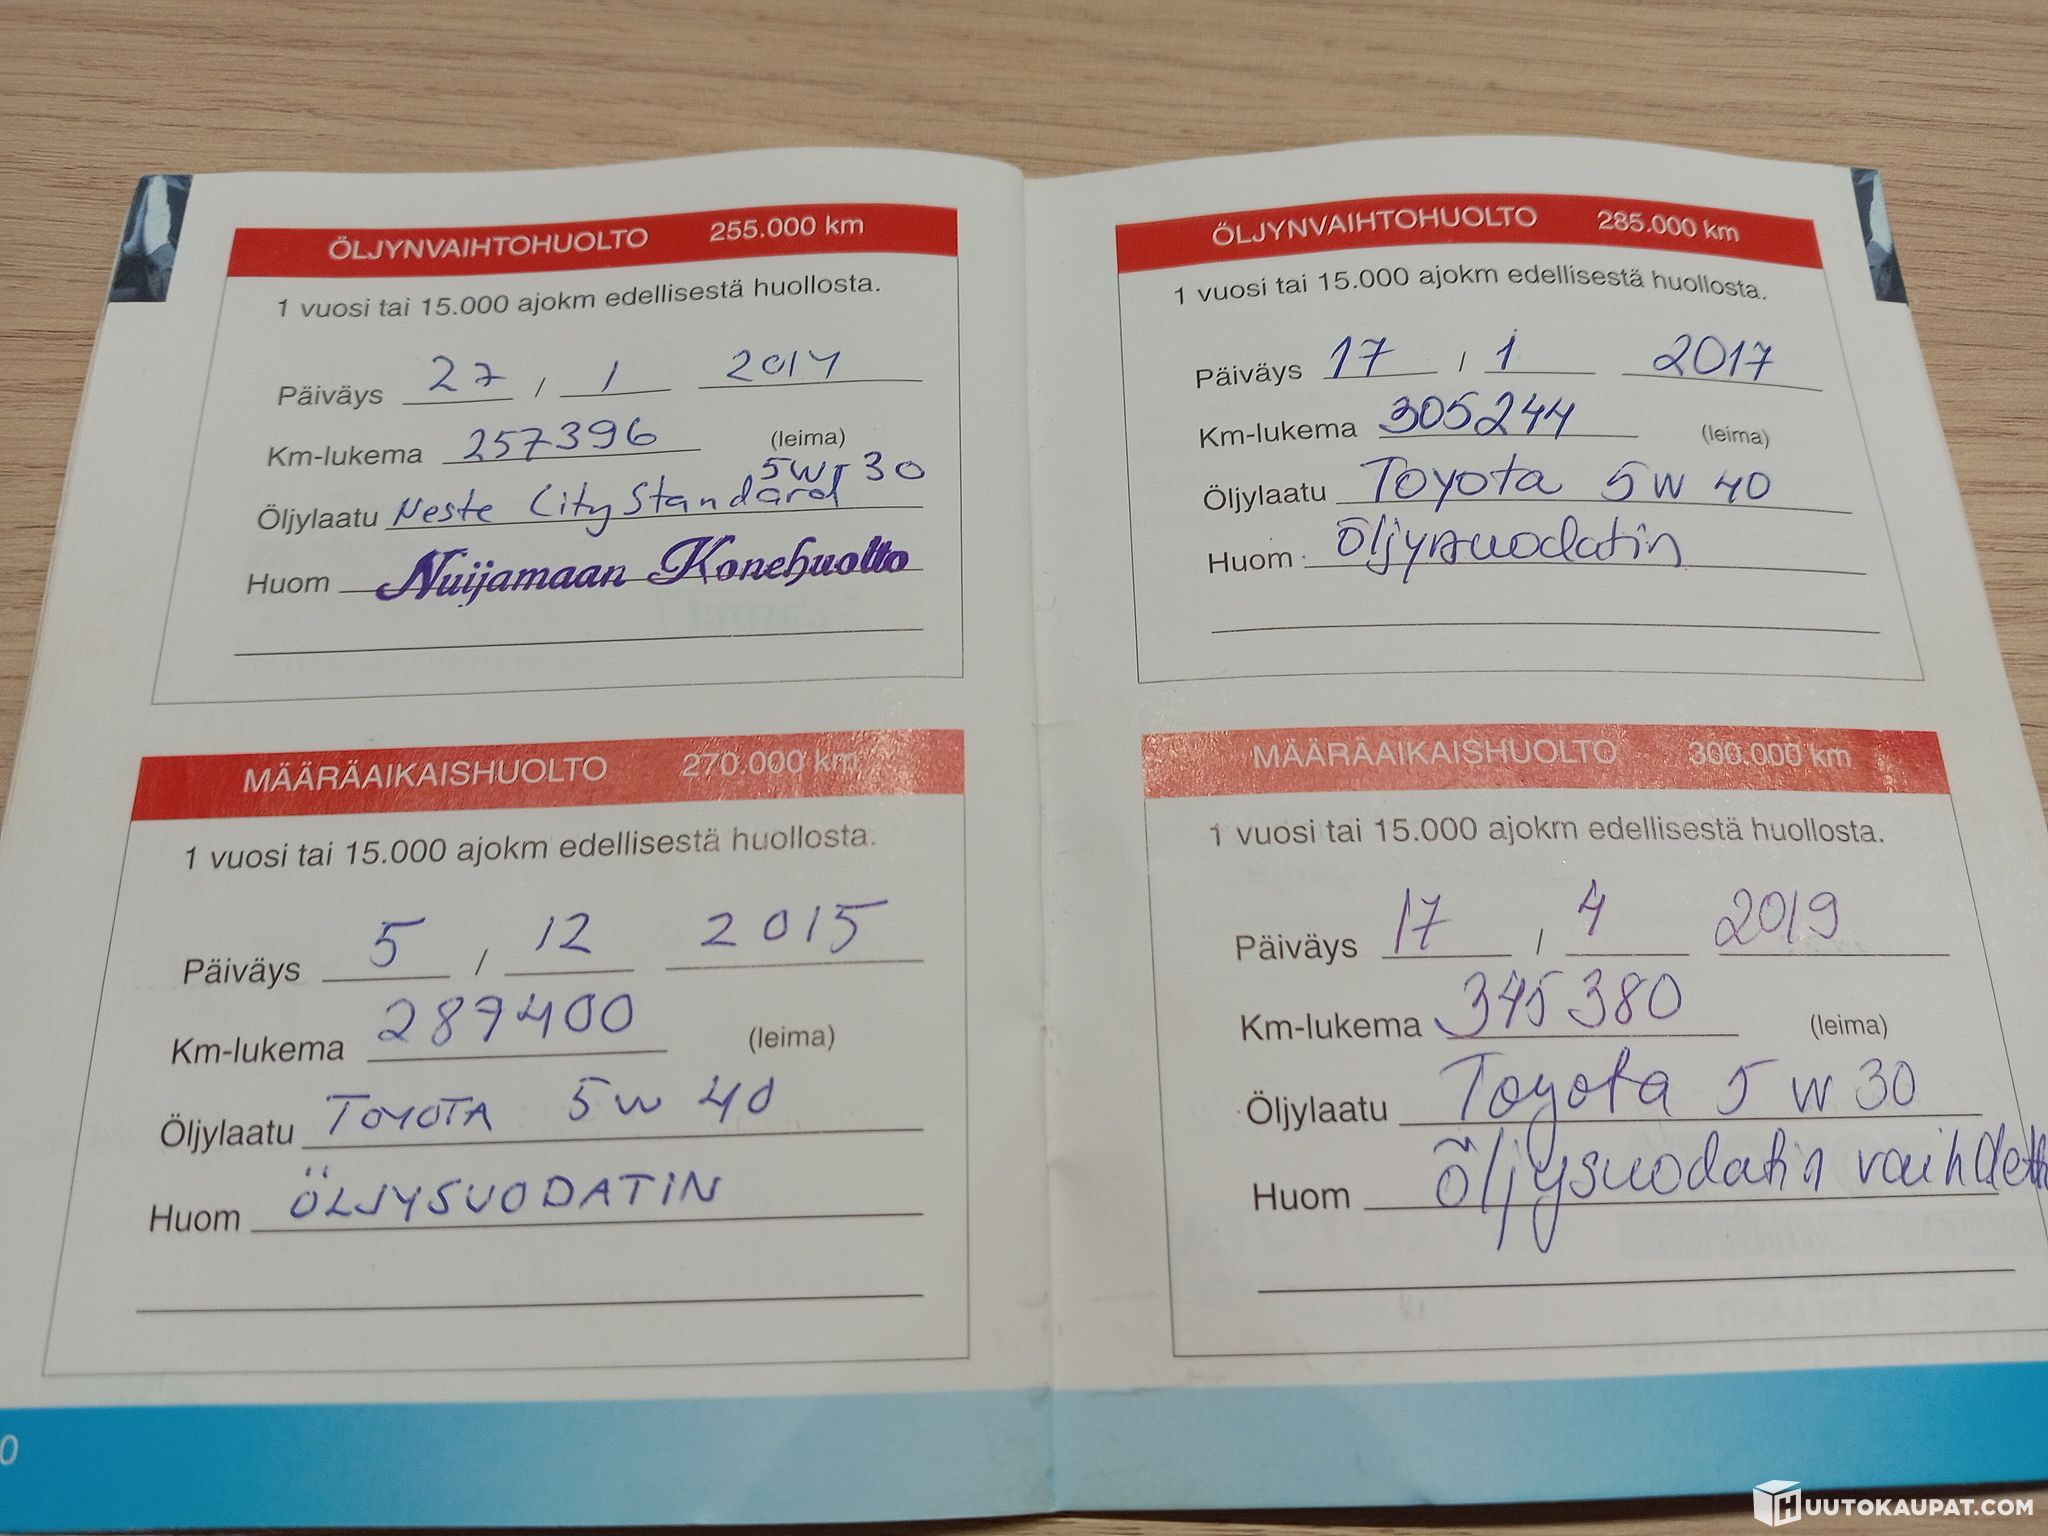 ÖLJYNVAIHTOHUOLTO 255.000 km
1 vuosi tai 15.000 ajokm edellisestä huollosta.
Päiväys 27 / 1 2014
Km-lukema 257396 (leima)
5W-30
Öljylaatu Neste City Standard
Huom Nuijamaan Konehuolto
MÄÄRÄAIKAISHUOLTO 270.000 km
1 vuosi tai 15.000 ajokm edellisestä huollosta.
Päiväys 5 / 12 2015
Km-lukema 287400 (leima)
Öljylaatu TOYOTA 5W 40
Huom ÖLJYSUODATIN
ÖLJYNVAIHTOHUOLTO 285.000 km
1 vuosi tai 15.000 ajokm edellisestä huollosta.
Päiväys 17 / 1 2017
Km-lukema 305244 (leima)
Öljylaatu Toyota 5W 40
Huom Öljysuodatin
MÄÄRÄAIKAISHUOLTO 300.000 km
1 vuosi tai 15.000 ajokm edellisestä huollosta.
Päiväys 17 / 4 2019
Km-lukema 345380 (leima)
Öljylaatu Toyota 5W30
Huom Öljysuodatin vaihdett
0
HUUTOKAUPAT.COM